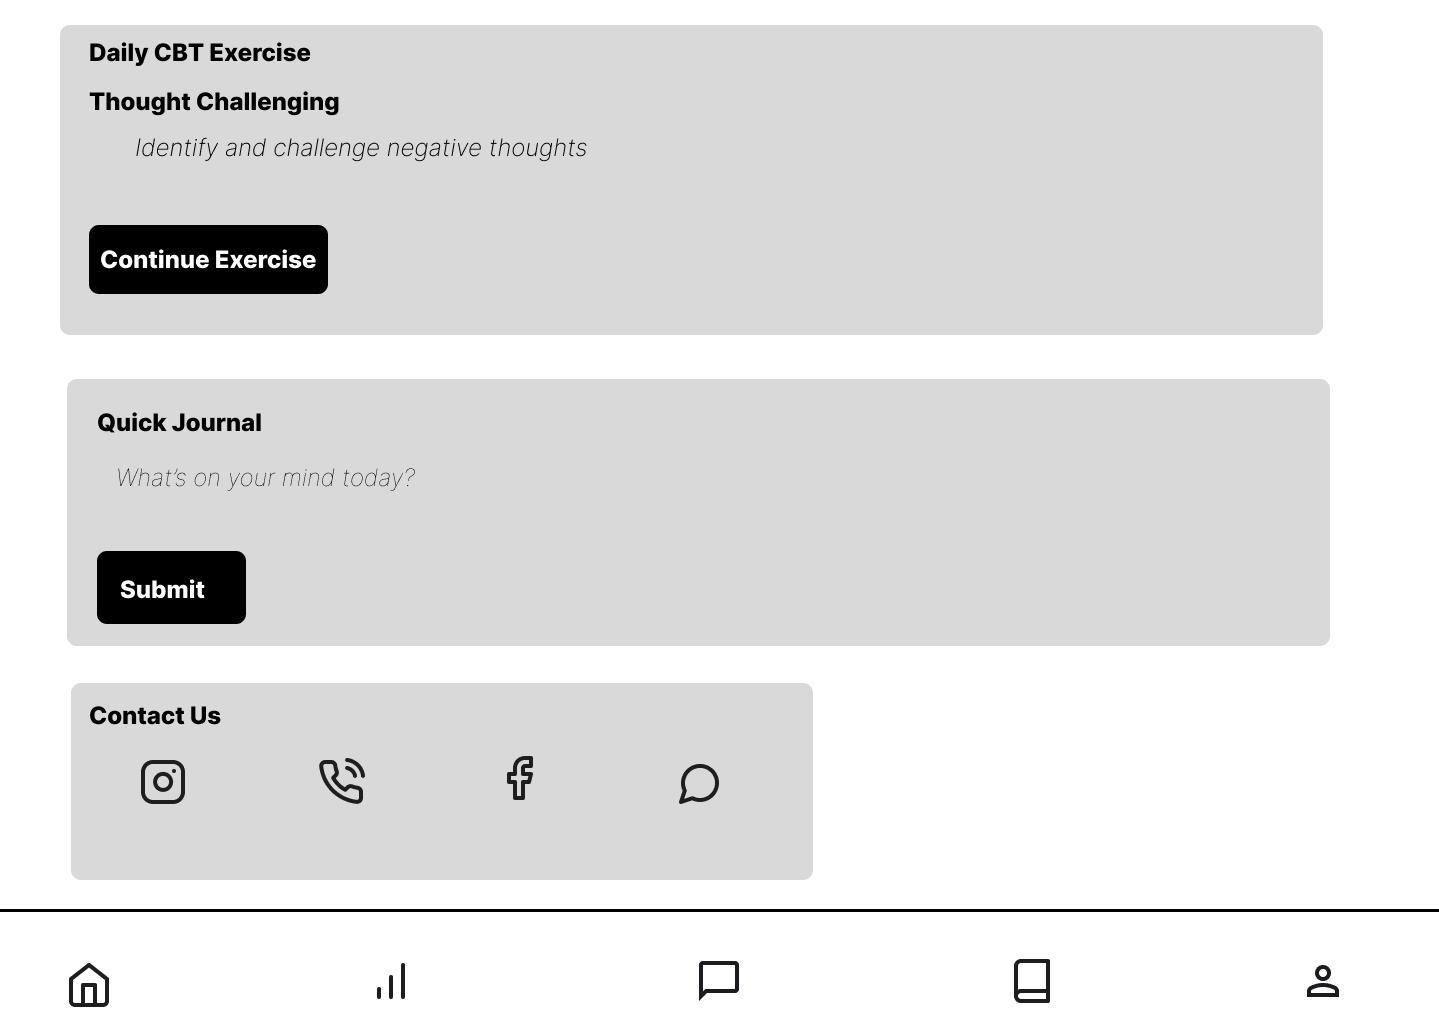 Daily CBT Exercise
Thought Challenging
Identify and challenge negative thoughts
Continue Exercise
Quick Journal
What’s on your mind today?
Submit
Contact Us